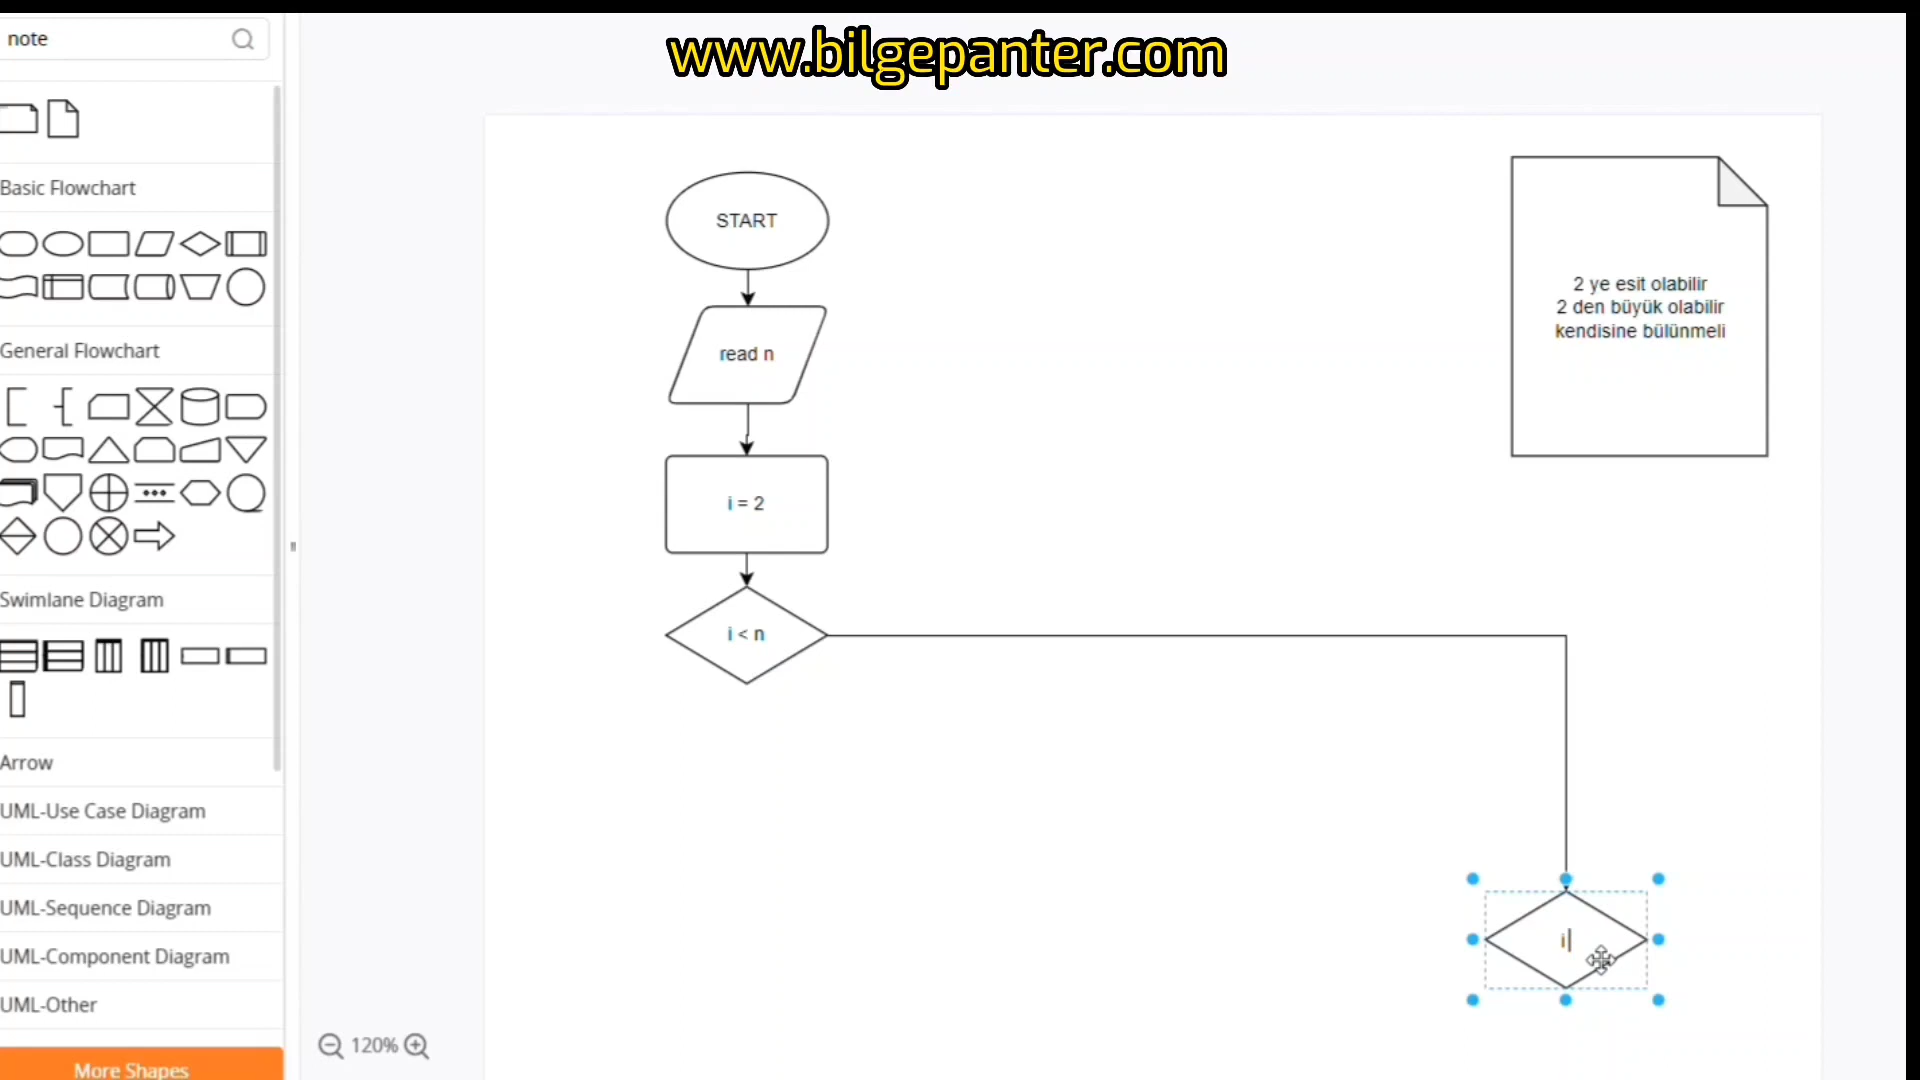 note
www.bilgepanter.com
Basic Flowchart
General Flowchart
Swimlane Diagram
Arrow
UML-Use Case Diagram
UML-Class Diagram
UML-Sequence Diagram
UML-Component Diagram
UML-Other
More Shapes
120%
START
read n
i = 2
i < n
i
2 ye esit olabilir
2 den büyük olabilir
kendisine bülünmeli